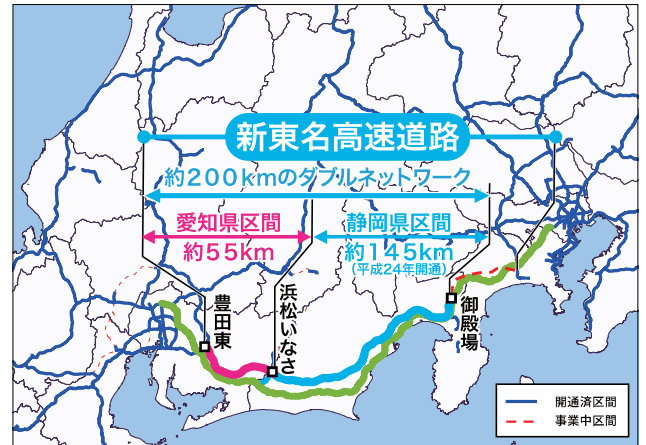 新東名高速道路
約200kmのダブルネットワーク
愛知県区間
約55km
静岡県区間
約145km
(平成24年開通)
豊田東
浜松いなさ
御殿場
開通済区間
事業中区間